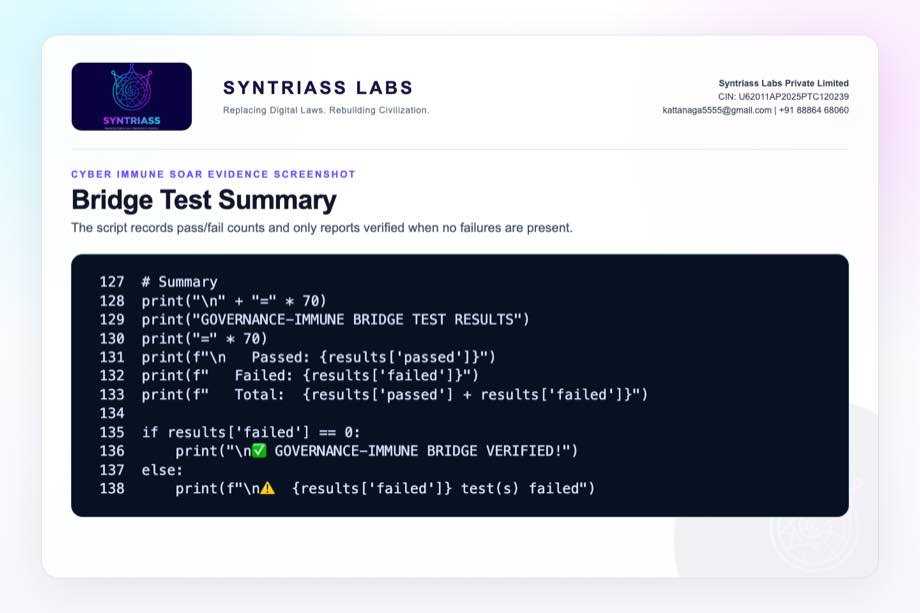 SYNTRIASS
SYNTRIASS LABS
Replacing Digital Laws. Rebuilding Civilization.
Syntriass Labs Private Limited
CIN: U62011AP2025PTC120239
kattanaga5555@gmail.com | +91 88864 68060
CYBER IMMUNE SOAR EVIDENCE SCREENSHOT
Bridge Test Summary
The script records pass/fail counts and only reports verified when no failures are present.
127 # Summary
128 print("\n" + "=" * 70)
129 print("GOVERNANCE-IMMUNE BRIDGE TEST RESULTS")
130 print("=" * 70)
131 print(f"\n   Passed: {results['passed']}")
132 print(f"   Failed: {results['failed']}")
133 print(f"   Total:  {results['passed'] + results['failed']}")
134
135 if results['failed'] == 0:
136     print("\n✅ GOVERNANCE-IMMUNE BRIDGE VERIFIED!")
137 else:
138     print(f"\n⚠️  {results['failed']} test(s) failed")